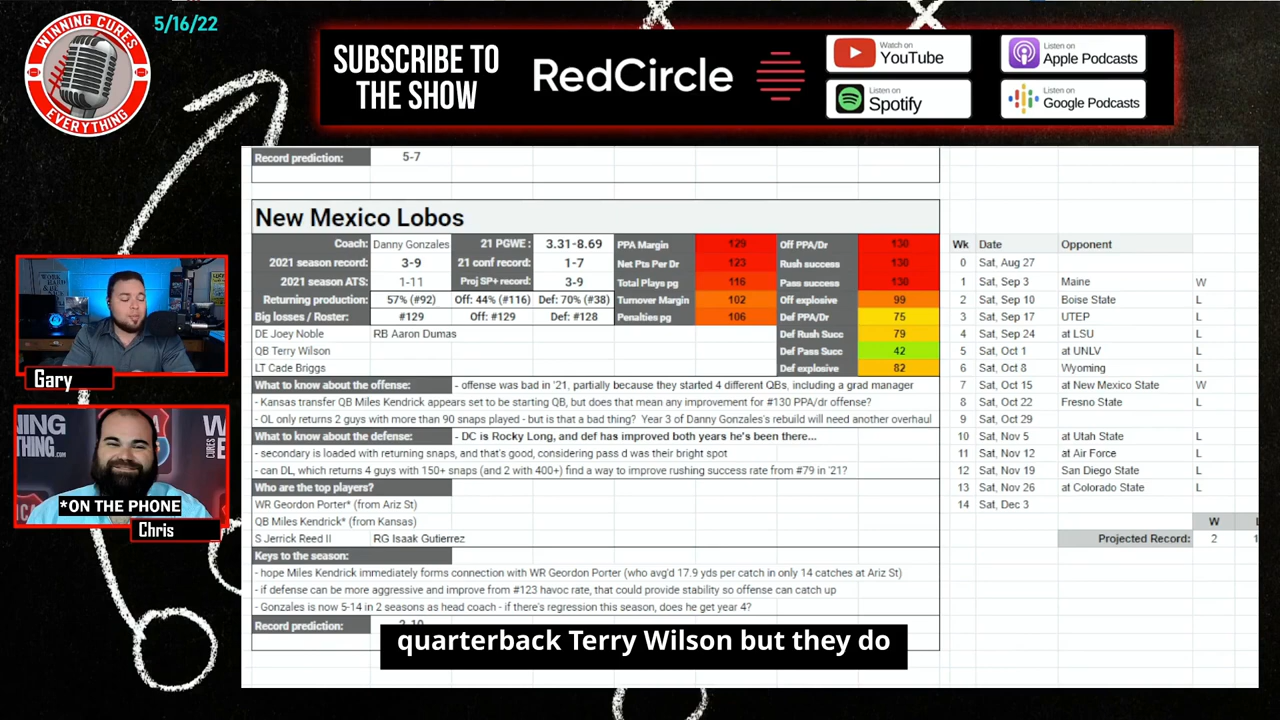 WINNING CURES
EVERYTHING
5/16/22
SUBSCRIBE TO
THE SHOW
RedCircle
Watch on
YouTube
Listen on
Apple Podcasts
Listen on
Spotify
Listen on
Google Podcasts
Record prediction: 5-7
New Mexico Lobos
Coach: Danny Gonzales 21 PGWE: 3.31-8.69 PPA Margin 129 Off PPA/Dr 130
2021 season record: 3-9 21 conf record: 1-7 Net Pts Per Dr 123 Rush success 130
2021 season ATS: 1-11 Proj SP+ record: 3-9 Total Plays pg 116 Pass success 130
Returning production: 57% (#92) Off: 44% (#116) Def: 70% (#38) Turnover Margin 102 Off explosive 99
Big losses / Roster: #129 Off: #129 Def: #128 Penalties pg 106 Def PPA/Dr 75
DE Joey Noble RB Aaron Dumas Def Rush Succ 79
QB Terry Wilson Def Pass Succ 42
LT Cade Briggs Def explosive 82
What to know about the offense: - offense was bad in '21, partially because they started 4 different QBs, including a grad manager
- Kansas transfer QB Miles Kendrick appears set to be starting QB, but does that mean any improvement for #130 PPA/dr offense?
- OL only returns 2 guys with more than 90 snaps played - but is that a bad thing? Year 3 of Danny Gonzales's rebuild will need another overhaul
What to know about the defense: - DC is Rocky Long, and def has improved both years he's been there...
- secondary is loaded with returning snaps, and that's good, considering pass d was their bright spot
- can DL, which returns 4 guys with 150+ snaps (and 2 with 400+) find a way to improve rushing success rate from #79 in '21?
Who are the top players?
WR Geordon Porter* (from Ariz St)
QB Miles Kendrick* (from Kansas)
S Jerrick Reed II RG Isaak Gutierrez
Keys to the season:
- hope Miles Kendrick immediately forms connection with WR Geordon Porter (who avg'd 17.9 yds per catch in only 14 catches at Ariz St)
- if defense can be more aggressive and improve from #123 havoc rate, that could provide stability so offense can catch up
- Gonzales is now 5-14 in 2 seasons as head coach - if there's regression this season, does he get year 4?
Record prediction:
Wk Date Opponent
0 Sat, Aug 27
1 Sat, Sep 3 Maine W
2 Sat, Sep 10 Boise State L
3 Sat, Sep 17 UTEP L
4 Sat, Sep 24 at LSU L
5 Sat, Oct 1 at UNLV L
6 Sat, Oct 8 Wyoming L
7 Sat, Oct 15 at New Mexico State W
8 Sat, Oct 22 Fresno State L
9 Sat, Oct 29
10 Sat, Nov 5 at Utah State L
11 Sat, Nov 12 at Air Force L
12 Sat, Nov 19 San Diego State L
13 Sat, Nov 26 at Colorado State L
14 Sat, Dec 3
W
Projected Record: 2
Gary
*ON THE PHONE
Chris
quarterback Terry Wilson but they do